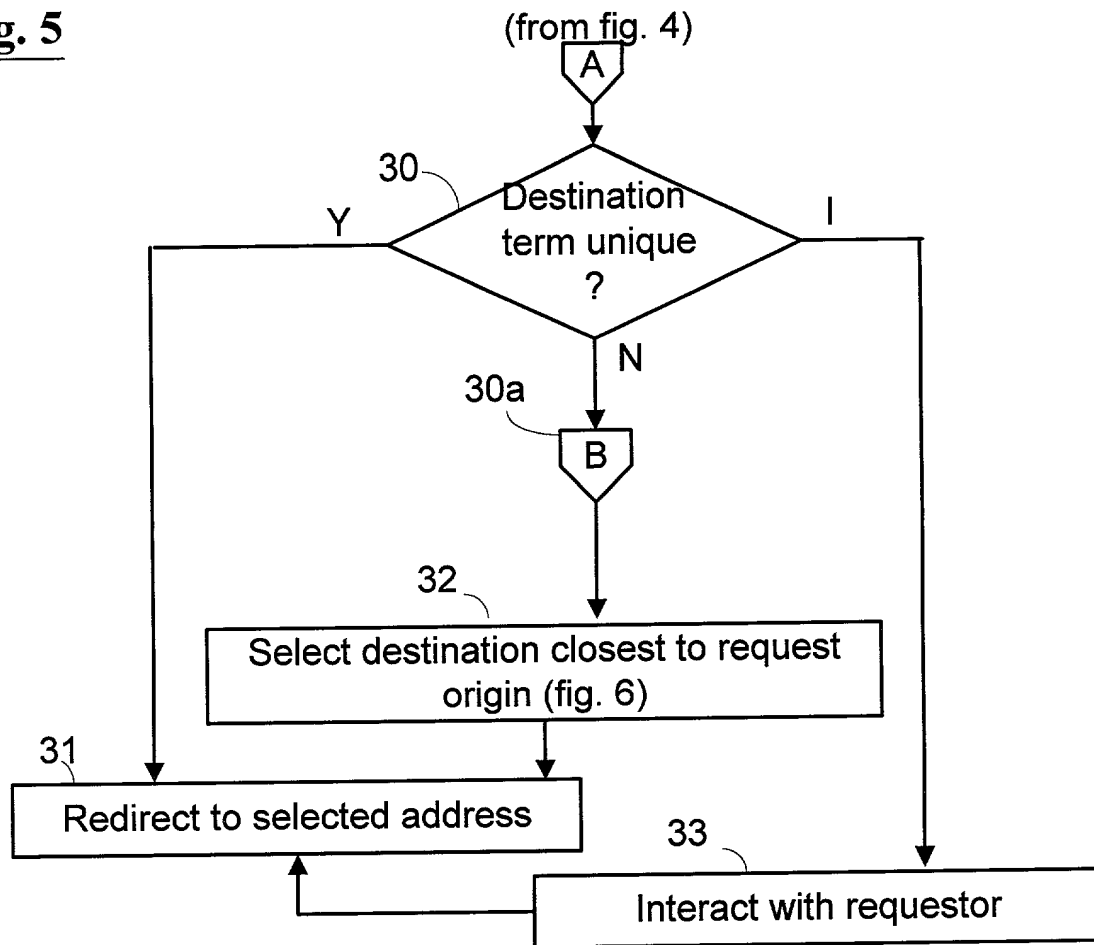 g. 5
(from fig. 4)
A
30
Destination
term unique
?
Y
I
N
30a
B
32
Select destination closest to request
origin (fig. 6)
31
Redirect to selected address
33
Interact with requestor